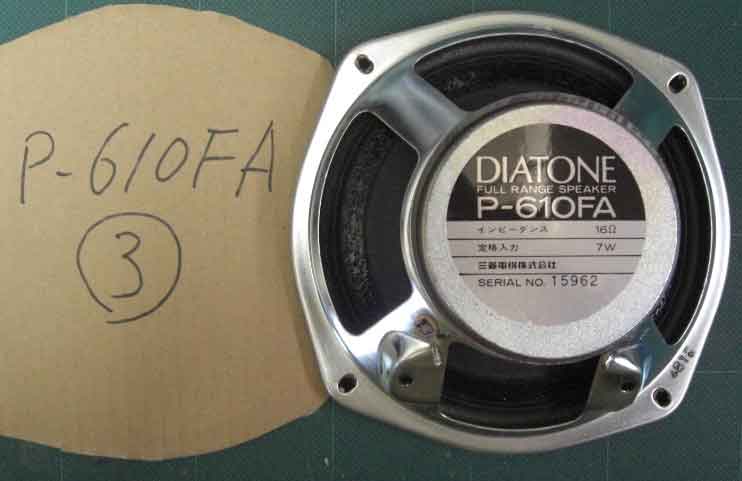 P-610FA
3
DIATONE
FULL RANGE SPEAKER
P-610FA
インピーダンス 16Ω
定格入力 7W
三菱電機株式会社
SERIAL NO. 15962